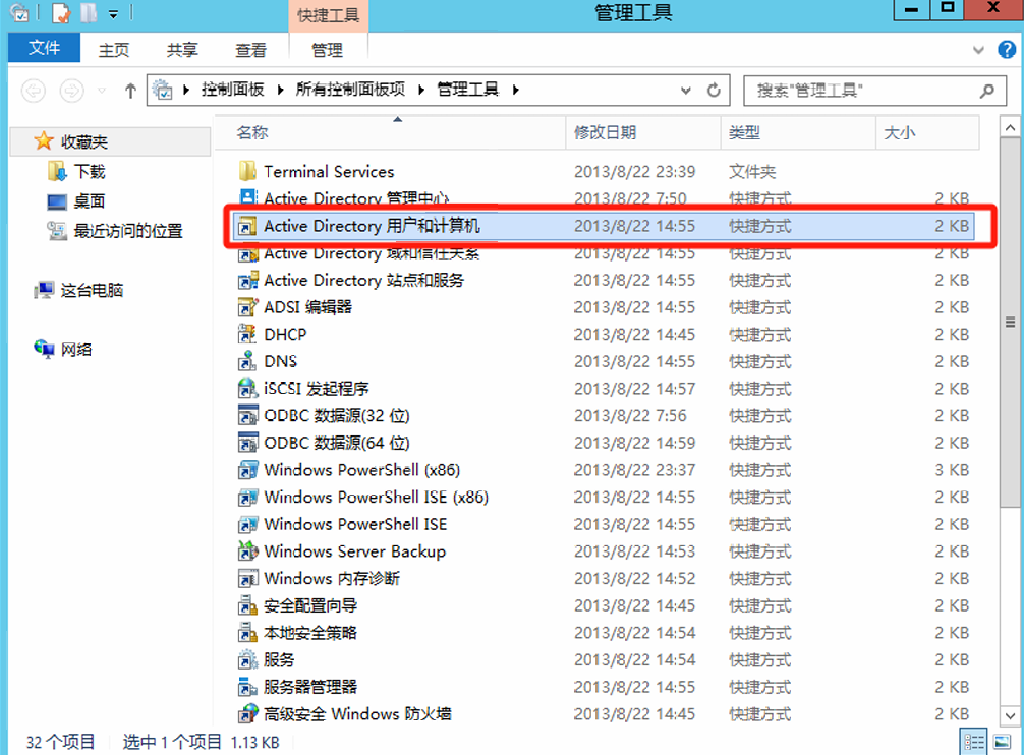 快捷工具 管理工具
文件 主页 共享 查看 管理
控制面板 所有控制面板项 管理工具 搜索"管理工具"
名称 修改日期 类型 大小
收藏夹
下载
桌面
最近访问的位置
这台电脑
网络
Terminal Services 2013/8/22 23:39 文件夹
Active Directory 管理中心 2013/8/22 7:50 快捷方式 2 KB
Active Directory 用户和计算机 2013/8/22 14:55 快捷方式 2 KB
Active Directory 域和信任关系 2013/8/22 14:55 快捷方式 2 KB
Active Directory 站点和服务 2013/8/22 14:55 快捷方式 2 KB
ADSI 编辑器 2013/8/22 14:55 快捷方式 2 KB
DHCP 2013/8/22 14:45 快捷方式 2 KB
DNS 2013/8/22 14:55 快捷方式 2 KB
iSCSI 发起程序 2013/8/22 14:57 快捷方式 2 KB
ODBC 数据源(32 位) 2013/8/22 7:56 快捷方式 2 KB
ODBC 数据源(64 位) 2013/8/22 14:59 快捷方式 2 KB
Windows PowerShell (x86) 2013/8/22 23:37 快捷方式 3 KB
Windows PowerShell ISE (x86) 2013/8/22 14:55 快捷方式 2 KB
Windows PowerShell ISE 2013/8/22 14:55 快捷方式 2 KB
Windows Server Backup 2013/8/22 14:53 快捷方式 2 KB
Windows 内存诊断 2013/8/22 14:52 快捷方式 2 KB
安全配置向导 2013/8/22 14:45 快捷方式 2 KB
本地安全策略 2013/8/22 14:54 快捷方式 2 KB
服务 2013/8/22 14:54 快捷方式 2 KB
服务器管理器 2013/8/22 14:55 快捷方式 2 KB
高级安全 Windows 防火墙 2013/8/22 14:45 快捷方式 2 KB
32 个项目 选中 1 个项目 1.13 KB